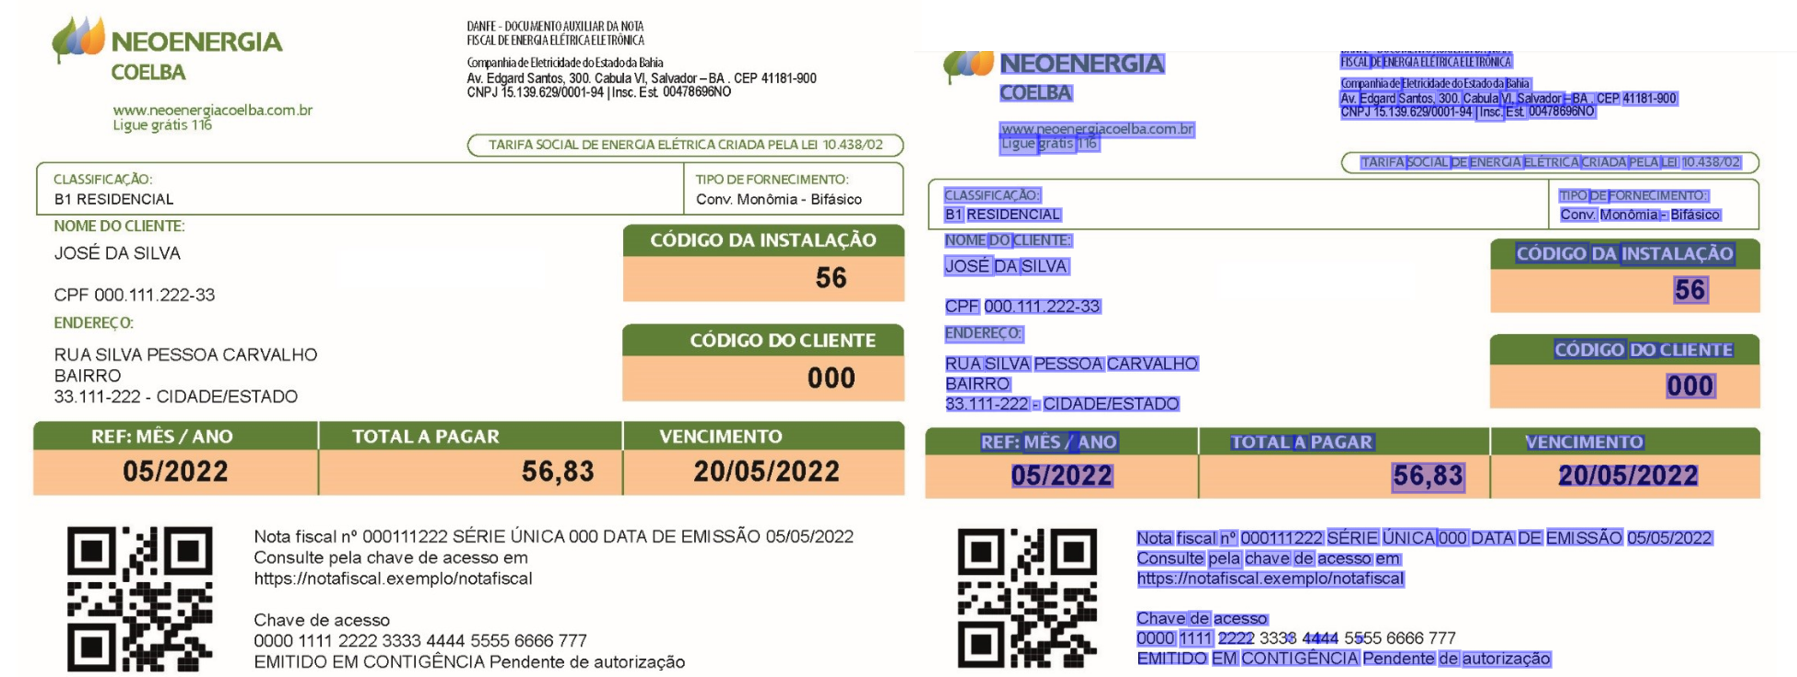 NEOENERGIA
COELBA
www.neoenergiacoelba.com.br
Ligue grátis 116
DANFE - DOCUMENTO AUXILIAR DA NOTA
FISCAL DE ENERGIA ELÉTRICA ELETRÔNICA
Companhia de Eletricidade do Estado da Bahia
Av. Edgard Santos, 300. Cabula VI, Salvador – BA . CEP 41181-900
CNPJ 15.139.629/0001-94 | Insc. Est. 00478696NO
TARIFA SOCIAL DE ENERGIA ELÉTRICA CRIADA PELA LEI 10.438/02
CLASSIFICAÇÃO:
B1 RESIDENCIAL
TIPO DE FORNECIMENTO:
Conv. Monômia - Bifásico
NOME DO CLIENTE:
JOSÉ DA SILVA
CPF 000.111.222-33
ENDEREÇO:
RUA SILVA PESSOA CARVALHO
BAIRRO
33.111-222 - CIDADE/ESTADO
CÓDIGO DA INSTALAÇÃO
56
CÓDIGO DO CLIENTE
000
REF: MÊS / ANO
TOTAL A PAGAR
VENCIMENTO
05/2022
56,83
20/05/2022
Nota fiscal nº 000111222 SÉRIE ÚNICA 000 DATA DE EMISSÃO 05/05/2022
Consulte pela chave de acesso em
https://notafiscal.exemplo/notafiscal
Chave de acesso
0000 1111 2222 3333 4444 5555 6666 777
EMITIDO EM CONTIGÊNCIA Pendente de autorização
NEOENERGIA
COELBA
www.neoenergiacoelba.com.br
Ligue grátis 116
FISCAL DE ENERGIA ELÉTRICA ELETRÔNICA
Companhia de Eletricidade do Estado da Bahia
Av. Edgard Santos, 300. Cabula VI, Salvador – BA . CEP 41181-900
CNPJ 15.139.629/0001-94 | Insc. Est. 00478696NO
TARIFA SOCIAL DE ENERGIA ELÉTRICA CRIADA PELA LEI 10.438/02
CLASSIFICAÇÃO:
B1 RESIDENCIAL
TIPO DE FORNECIMENTO:
Conv. Monômia - Bifásico
NOME DO CLIENTE:
JOSÉ DA SILVA
CPF 000.111.222-33
ENDEREÇO:
RUA SILVA PESSOA CARVALHO
BAIRRO
33.111-222 - CIDADE/ESTADO
CÓDIGO DA INSTALAÇÃO
56
CÓDIGO DO CLIENTE
000
REF: MÊS / ANO
TOTAL A PAGAR
VENCIMENTO
05/2022
56,83
20/05/2022
Nota fiscal nº 000111222 SÉRIE ÚNICA 000 DATA DE EMISSÃO 05/05/2022
Consulte pela chave de acesso em
https://notafiscal.exemplo/notafiscal
Chave de acesso
0000 1111 2222 3333 4444 5555 6666 777
EMITIDO EM CONTIGÊNCIA Pendente de autorização